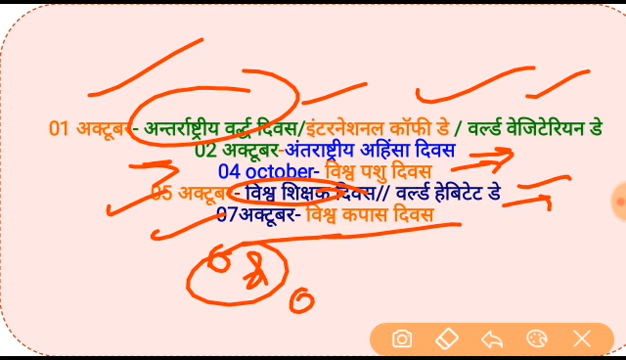 01 अक्टूबर- अन्तर्राष्ट्रीय वर्द्ध दिवस/इंटरनेशनल कॉफी डे / वर्ल्ड वेजिटेरियन डे
02 अक्टूबर-अंतराष्ट्रीय अहिंसा दिवस
04 october- विश्व पशु दिवस
05 अक्टूबर- विश्व शिक्षक दिवस// वर्ल्ड हेबिटेट डे
07अक्टूबर- विश्व कपास दिवस